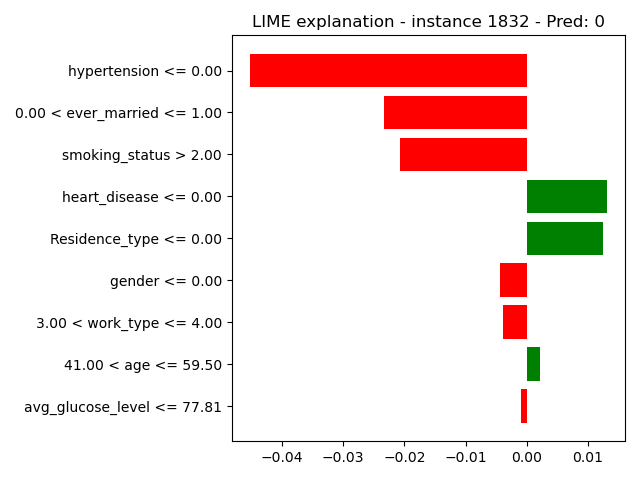 LIME explanation - instance 1832 - Pred: 0
hypertension <= 0.00
0.00 < ever_married <= 1.00
smoking_status > 2.00
heart_disease <= 0.00
Residence_type <= 0.00
gender <= 0.00
3.00 < work_type <= 4.00
41.00 < age <= 59.50
avg_glucose_level <= 77.81
−0.04 −0.03 −0.02 −0.01 0.00 0.01